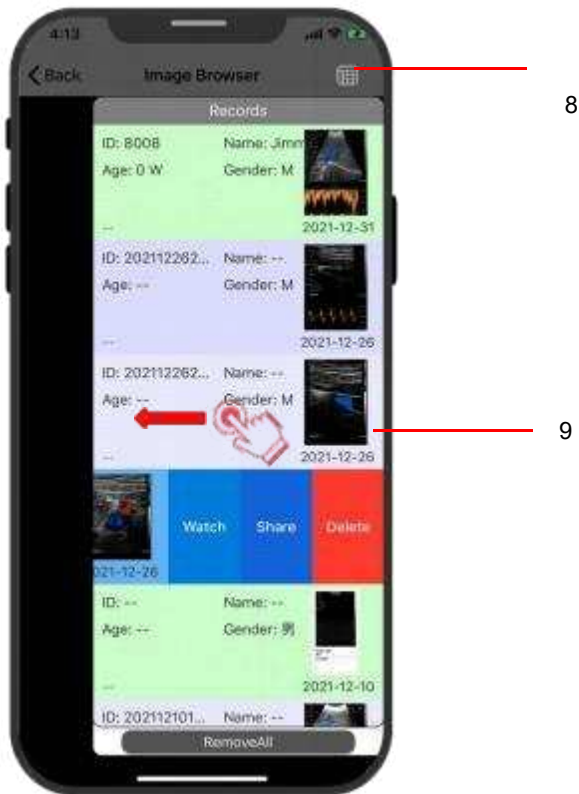 4:13
Back Image Browser
8
Records
ID: 8008 Name: Jimm
Age: 0 W Gender: M
--
2021-12-31
ID: 202112262... Name: --
Age: -- Gender: M
--
2021-12-26
ID: 202112262... Name: --
Age: -- Gender: M
9
--
2021-12-26
Watch Share Delete
021-12-26
ID: -- Name: --
Age: -- Gender: 男
--
2021-12-10
ID: 202112101... Name: --
RemoveAll